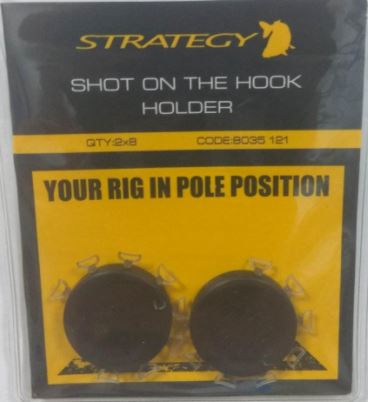 STRATEGY
SHOT ON THE HOOK
HOLDER
QTY:2x8 CODE:8035 121
YOUR RIG IN POLE POSITION